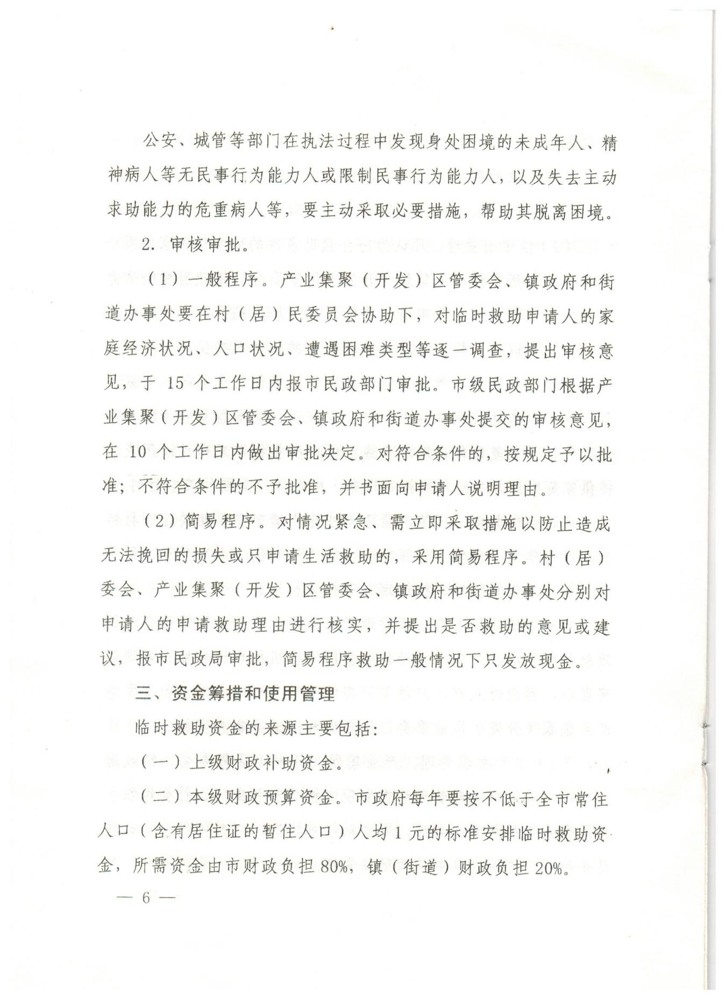 公安、城管等部门在执法过程中发现身处困境的未成年人、精
神病人等无民事行为能力人或限制民事行为能力人，以及失去主动
求助能力的危重病人等，要主动采取必要措施，帮助其脱离困境。
2. 审核审批。
（1）一般程序。产业集聚（开发）区管委会、镇政府和街
道办事处要在村（居）民委员会协助下，对临时救助申请人的家
庭经济状况、人口状况、遭遇困难类型等逐一调查，提出审核意
见，于 15 个工作日内报市民政部门审批。市级民政部门根据产
业集聚（开发）区管委会、镇政府和街道办事处提交的审核意见，
在 10 个工作日内做出审批决定。对符合条件的，按规定予以批
准；不符合条件的不予批准，并书面向申请人说明理由。
（2）简易程序。对情况紧急、需立即采取措施以防止造成
无法挽回的损失或只申请生活救助的，采用简易程序。村（居）
委会、产业集聚（开发）区管委会、镇政府和街道办事处分别对
申请人的申请救助理由进行核实，并提出是否救助的意见或建
议，报市民政局审批，简易程序救助一般情况下只发放现金。
三、资金筹措和使用管理
临时救助资金的来源主要包括：
（一）上级财政补助资金。
（二）本级财政预算资金。市政府每年要按不低于全市常住
人口（含有居住证的暂住人口）人均 1 元的标准安排临时救助资
金，所需资金由市财政负担 80%，镇（街道）财政负担 20%。
— 6 —